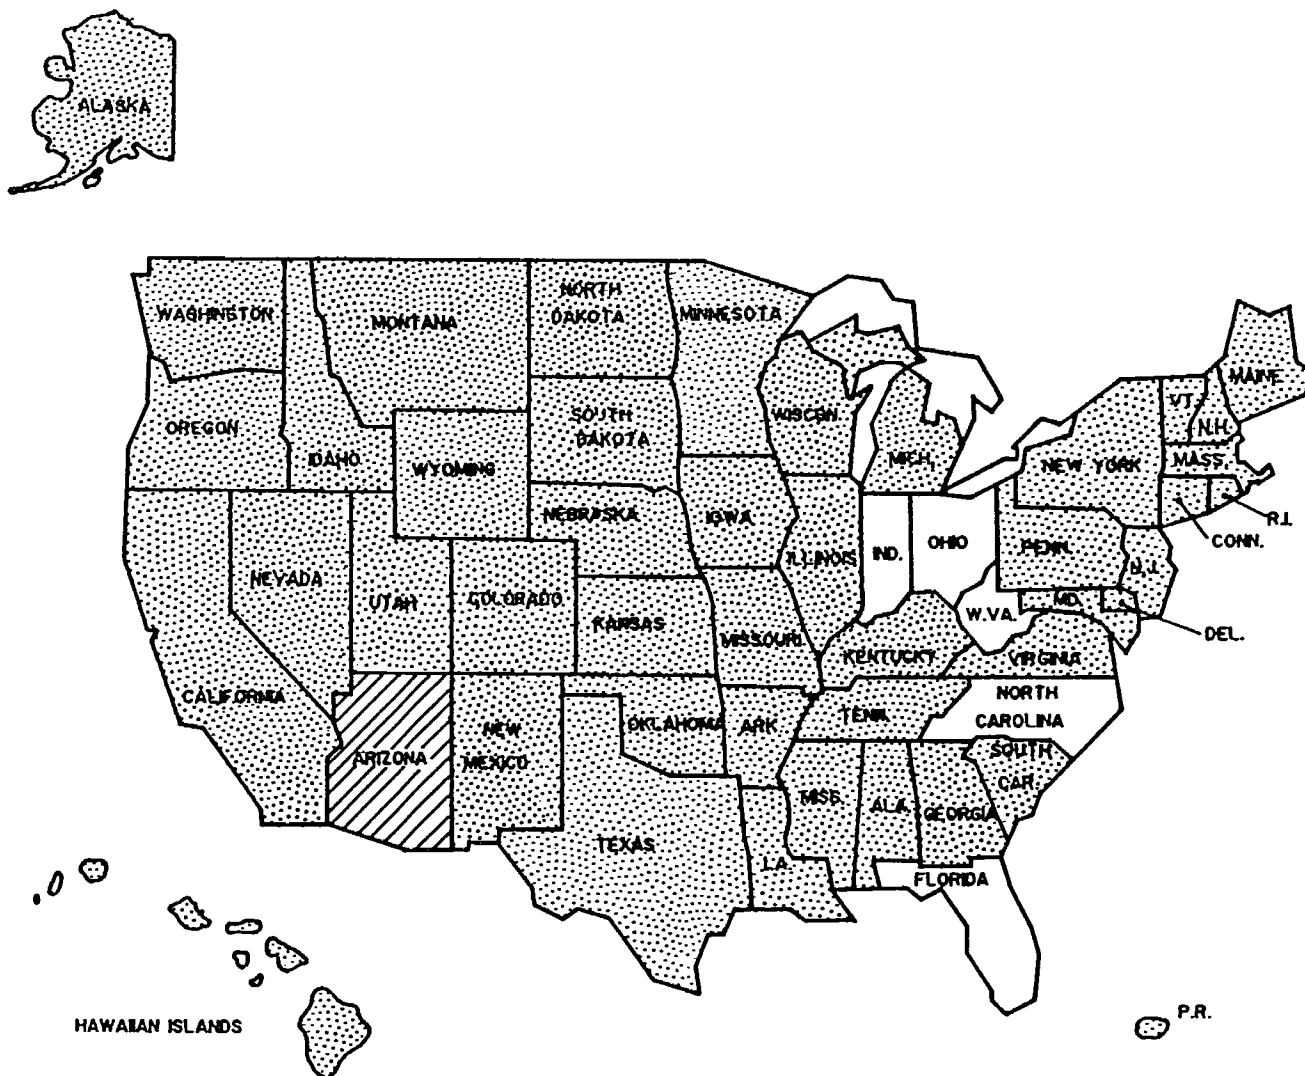 ALASKA
WASHINGTON
MONTANA
NORTH
DAKOTA
MINNESOTA
MAINE
VT.
N.H.
OREGON
IDAHO
WYOMING
SOUTH
DAKOTA
WISCON.
MICH.
NEW YORK
MASS.
R.I.
CONN.
NEBRASKA
IOWA
ILLINOIS
IND.
OHIO
PENN.
N.J.
NEVADA
UTAH
COLORADO
KANSAS
MISSOURI
KENTUCKY
W.VA.
MD.
DEL.
VIRGINIA
CALIFORNIA
ARIZONA
NEW
MEXICO
OKLAHOMA
ARK
TENN.
NORTH
CAROLINA
SOUTH
CAR.
TEXAS
LA.
MISS.
ALA.
GEORGIA
FLORIDA
HAWAIIAN ISLANDS
P.R.